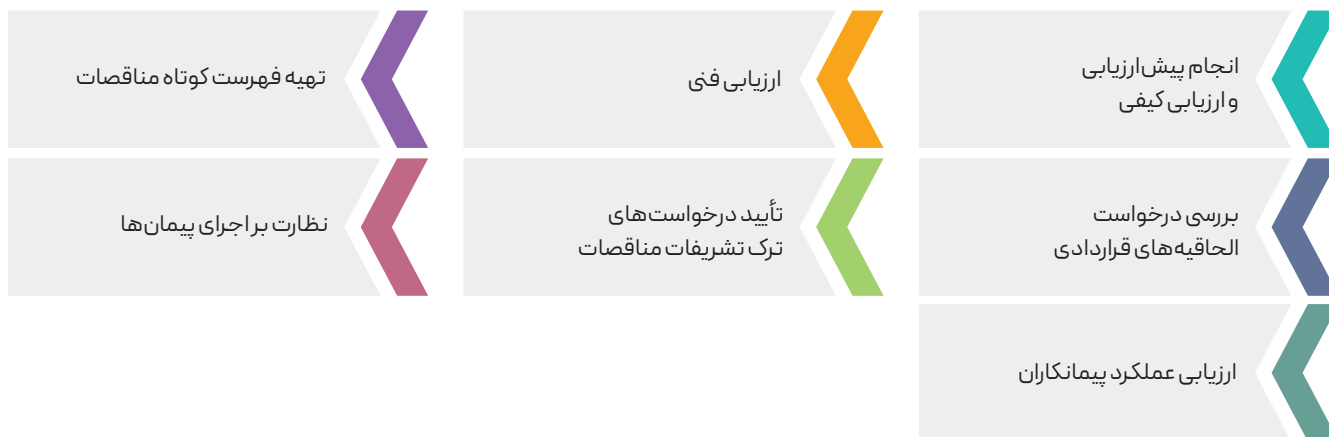 انجام پیش‌ارزیابی
و ارزیابی کیفی
ارزیابی فنی
تهیه فهرست کوتاه مناقصات
بررسی درخواست
الحاقیه‌های قراردادی
تأیید درخواست‌های
ترک تشریفات مناقصات
نظارت بر اجرای پیمان‌ها
ارزیابی عملکرد پیمانکاران